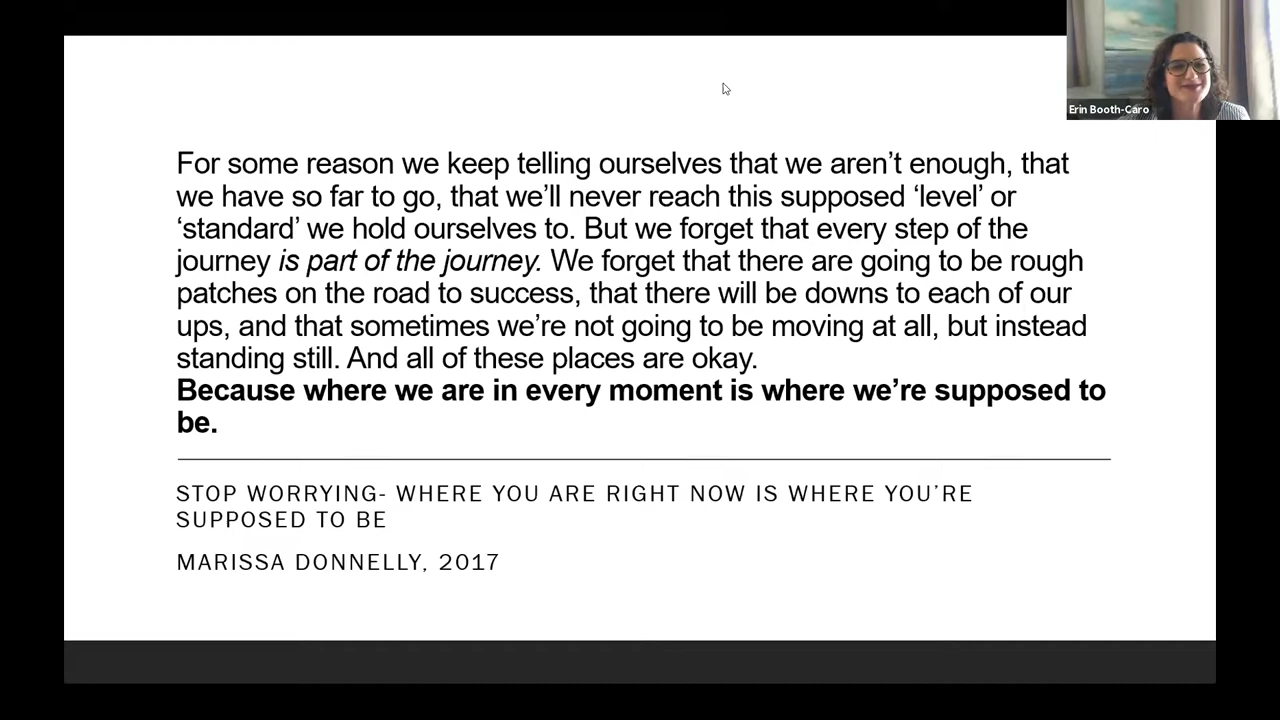 Erin Booth-Caro
For some reason we keep telling ourselves that we aren’t enough, that
we have so far to go, that we’ll never reach this supposed ‘level’ or
‘standard’ we hold ourselves to. But we forget that every step of the
journey is part of the journey. We forget that there are going to be rough
patches on the road to success, that there will be downs to each of our
ups, and that sometimes we’re not going to be moving at all, but instead
standing still. And all of these places are okay.
Because where we are in every moment is where we’re supposed to
be.
STOP WORRYING- WHERE YOU ARE RIGHT NOW IS WHERE YOU’RE
SUPPOSED TO BE
MARISSA DONNELLY, 2017